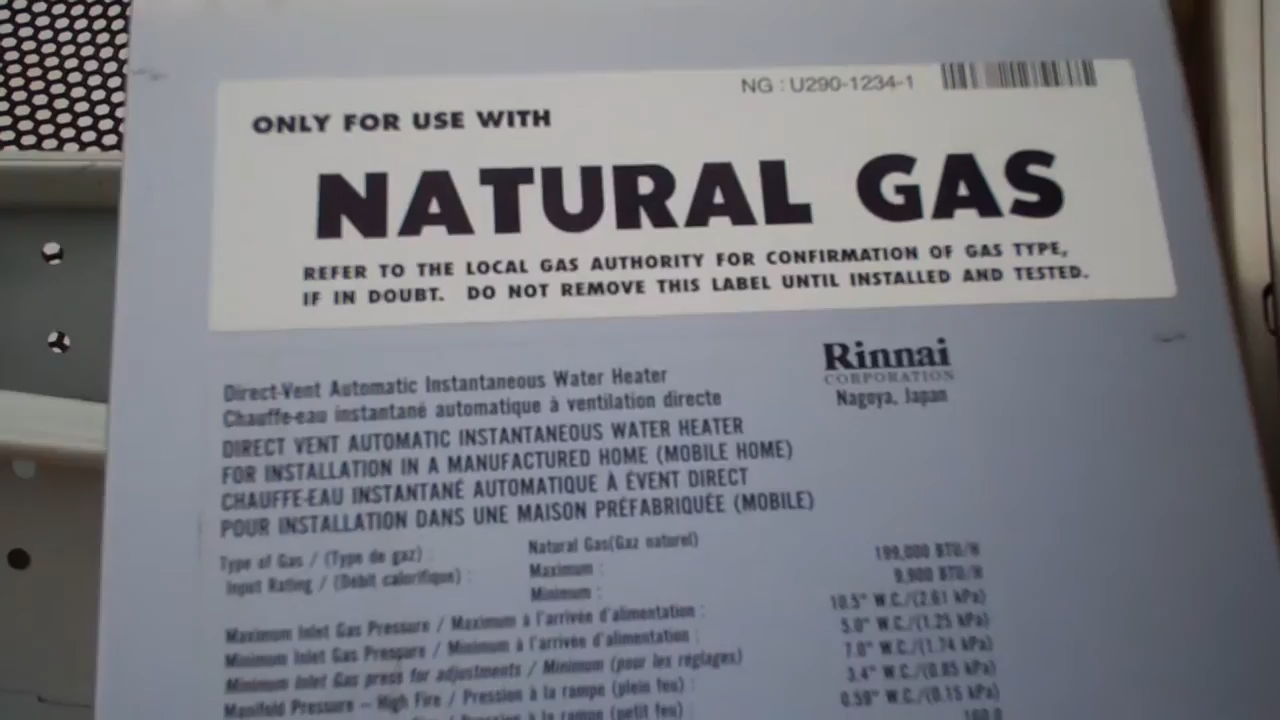 NG : U290-1234-1
ONLY FOR USE WITH
NATURAL GAS
REFER TO THE LOCAL GAS AUTHORITY FOR CONFIRMATION OF GAS TYPE,
IF IN DOUBT. DO NOT REMOVE THIS LABEL UNTIL INSTALLED AND TESTED.
Rinnai
CORPORATION
Nagoya, Japan
Direct-Vent Automatic Instantaneous Water Heater
Chauffe-eau instantané automatique à ventilation directe
DIRECT VENT AUTOMATIC INSTANTANEOUS WATER HEATER
FOR INSTALLATION IN A MANUFACTURED HOME (MOBILE HOME)
CHAUFFE-EAU INSTANTANÉ AUTOMATIQUE À ÉVENT DIRECT
POUR INSTALLATION DANS UNE MAISON PRÉFABRIQUÉE (MOBILE)
Type of Gas / (Type de gaz) : Natural Gas(Gaz naturel)
Input Rating / (Débit calorifique) : Maximum : 199,000 BTU/H
Minimum : 9,900 BTU/H
Maximum Inlet Gas Pressure / Maximum à l'arrivée d'alimentation : 10.5" W.C./(2.61 kPa)
Minimum Inlet Gas Pressure / Minimum à l'arrivée d'alimentation : 5.0" W.C./(1.25 kPa)
Minimum Inlet Gas press for adjustments / Minimum (pour les réglages) 7.0" W.C./(1.74 kPa)
Manifold Pressure – High Fire / Pression à la rampe (plein feu) : 3.4" W.C./(0.85 kPa)
Fire / Pression à la rampe (petit feu) : 0.59" W.C./(0.15 kPa)